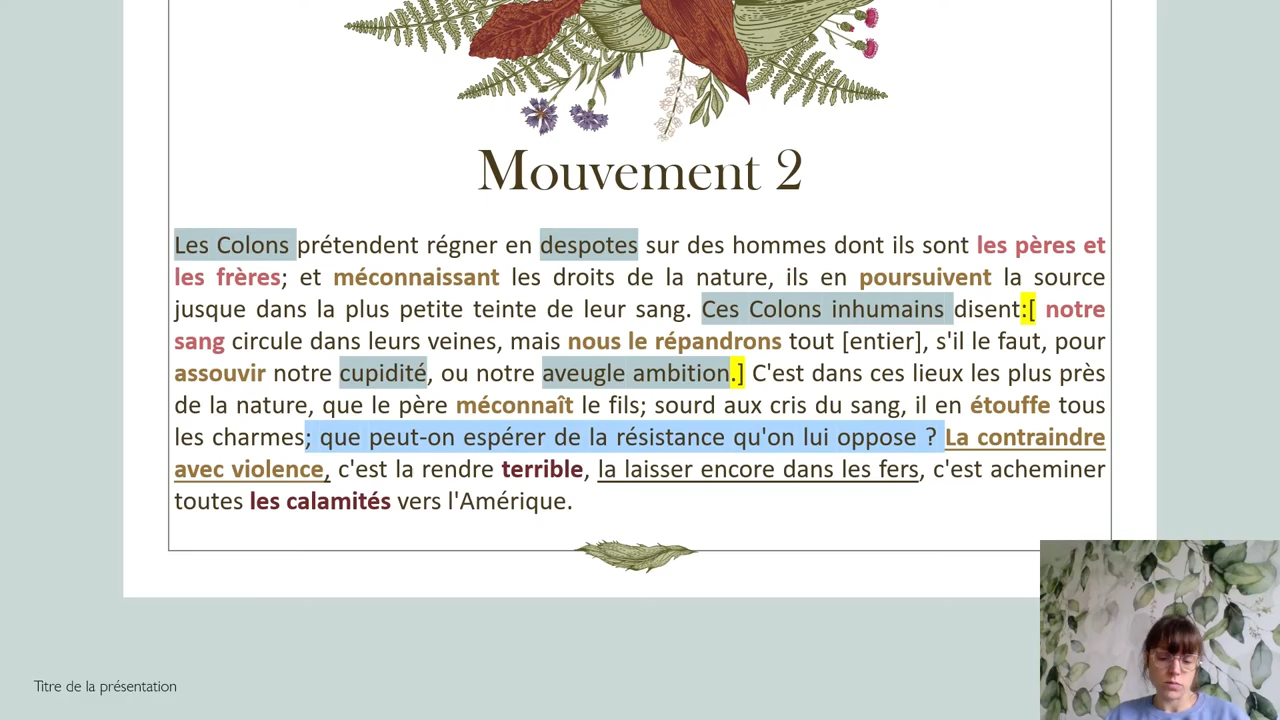 Mouvement 2
Les Colons prétendent régner en despotes sur des hommes dont ils sont les pères et
les frères; et méconnaissant les droits de la nature, ils en poursuivent la source
jusque dans la plus petite teinte de leur sang. Ces Colons inhumains disent:[ notre
sang circule dans leurs veines, mais nous le répandrons tout [entier], s'il le faut, pour
assouvir notre cupidité, ou notre aveugle ambition.] C'est dans ces lieux les plus près
de la nature, que le père méconnaît le fils; sourd aux cris du sang, il en étouffe tous
les charmes; que peut-on espérer de la résistance qu'on lui oppose ? La contraindre
avec violence, c'est la rendre terrible, la laisser encore dans les fers, c'est acheminer
toutes les calamités vers l'Amérique.
Titre de la présentation